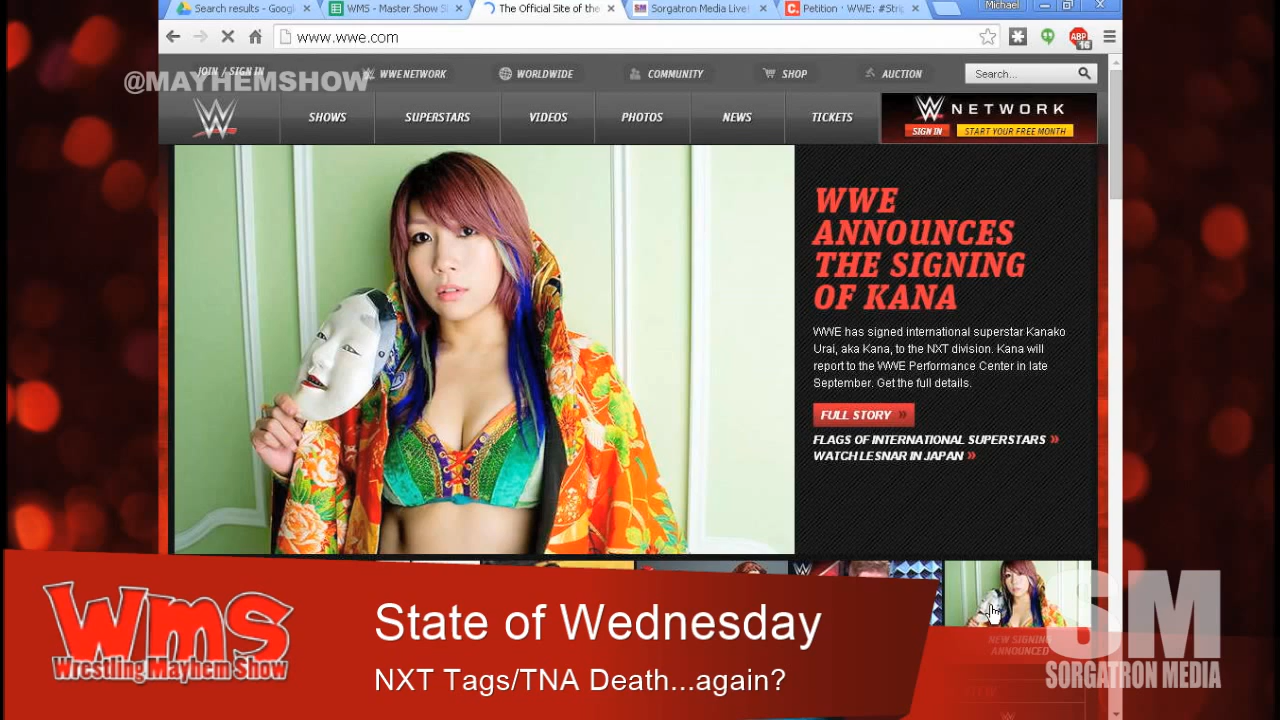 Search results - Googl
WMS - Master Show Sl
The Official Site of the
Sorgatron Media Live!
Petition · WWE: #Strip
Michael
www.wwe.com
ABP
16
JOIN / SIGN IN
WWE NETWORK
WORLDWIDE
COMMUNITY
SHOP
AUCTION
Search...
@MAYHEMSHOW
SHOWS
SUPERSTARS
VIDEOS
PHOTOS
NEWS
TICKETS
NETWORK
SIGN IN
START YOUR FREE MONTH
WWE
ANNOUNCES
THE SIGNING
OF KANA
WWE has signed international superstar Kanako
Urai, aka Kana, to the NXT division. Kana will
report to the WWE Performance Center in late
September. Get the full details.
FULL STORY »
FLAGS OF INTERNATIONAL SUPERSTARS »
WATCH LESNAR IN JAPAN »
NEW SIGNING
ANNOUNCED
SM
SORGATRON MEDIA
wms
Wrestling Mayhem Show
State of Wednesday
NXT Tags/TNA Death...again?